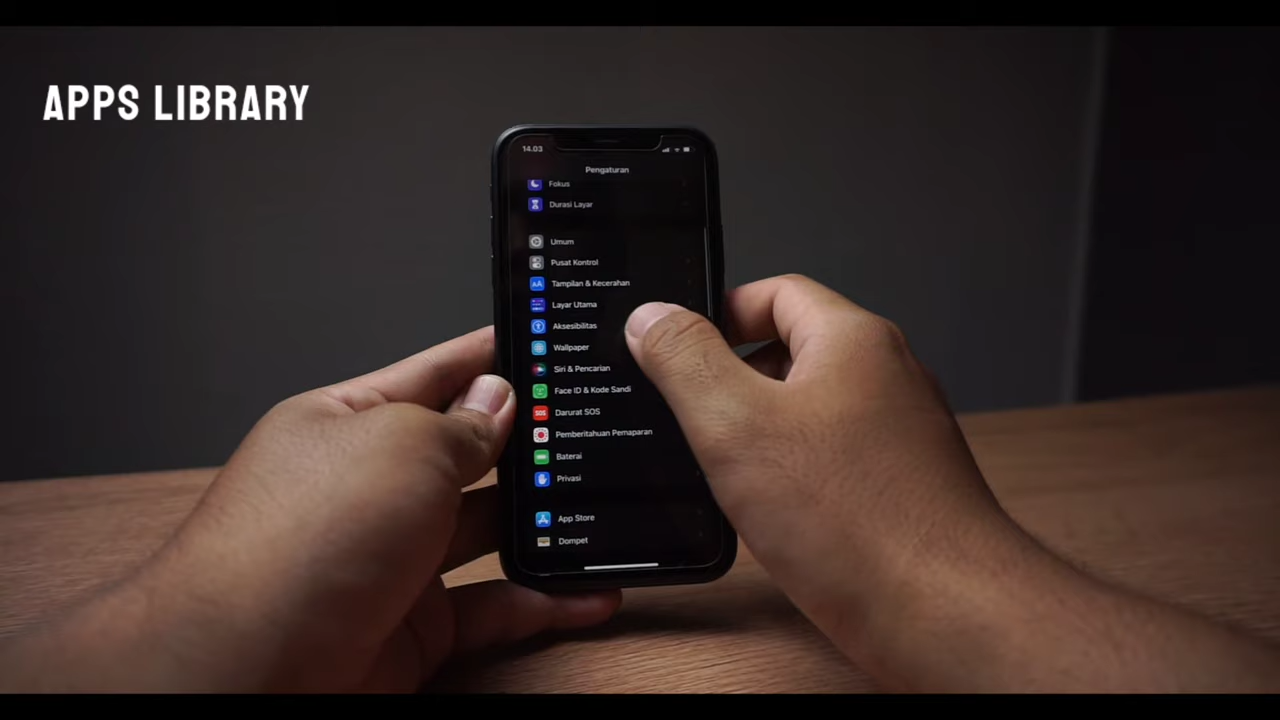 APPS LIBRARY
14.03
Pengaturan
Fokus
Durasi Layar
Umum
Pusat Kontrol
AA Tampilan & Kecerahan
Layar Utama
Aksesibilitas
Wallpaper
Siri & Pencarian
Face ID & Kode Sandi
SOS Darurat SOS
Pemberitahuan Pemaparan
Baterai
Privasi
App Store
Dompet